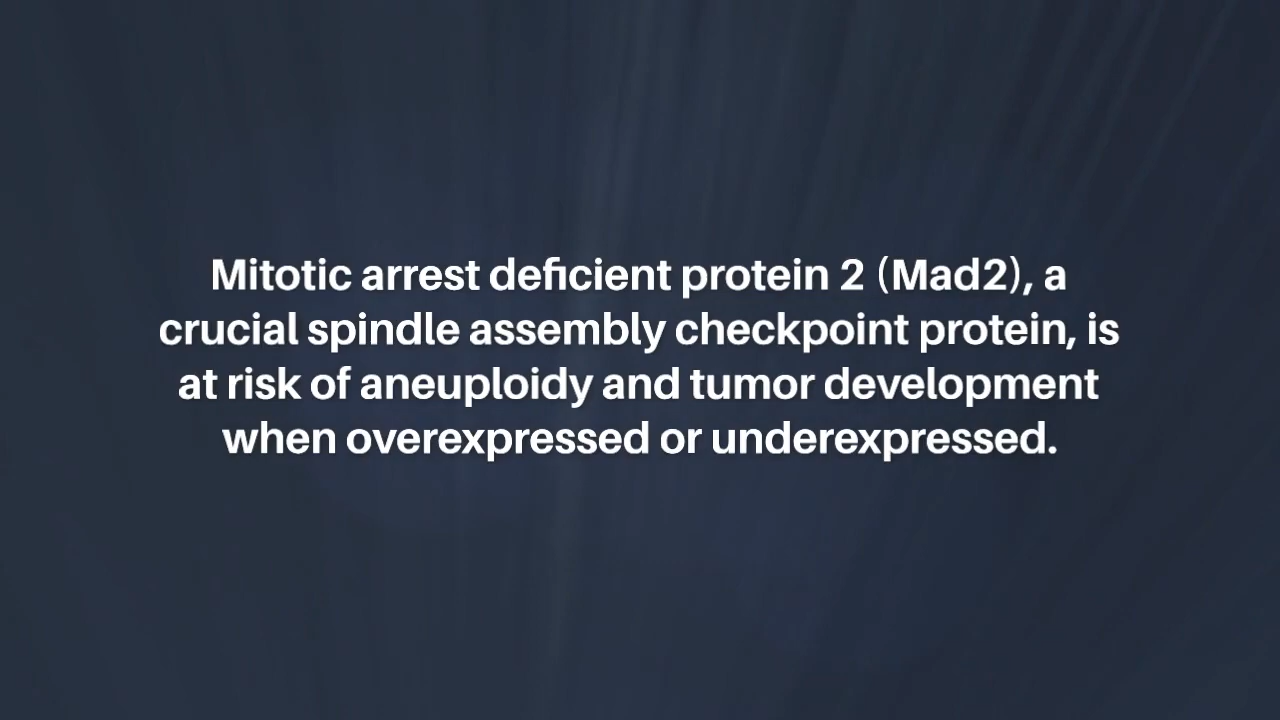 Mitotic arrest deficient protein 2 (Mad2), a
crucial spindle assembly checkpoint protein, is
at risk of aneuploidy and tumor development
when overexpressed or underexpressed.